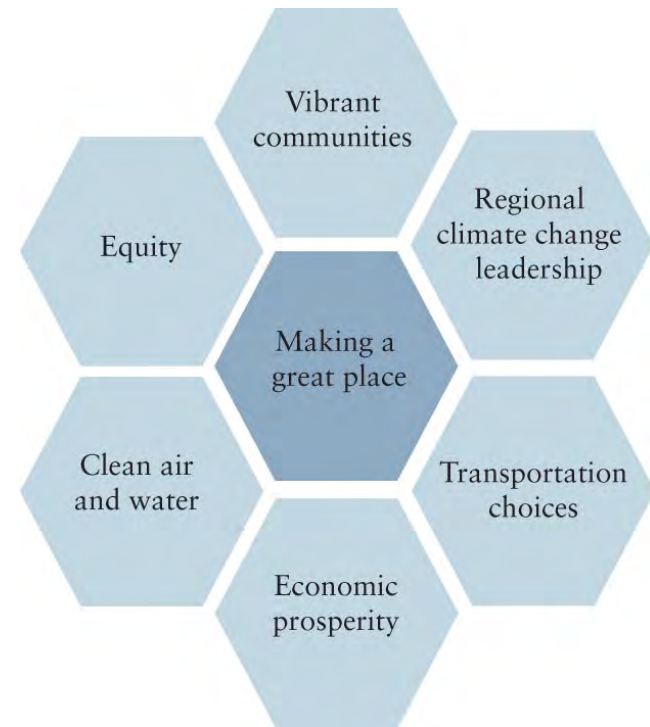 Vibrant
communities
Regional
climate change
leadership
Equity
Making a
great place
Clean air
and water
Transportation
choices
Economic
prosperity